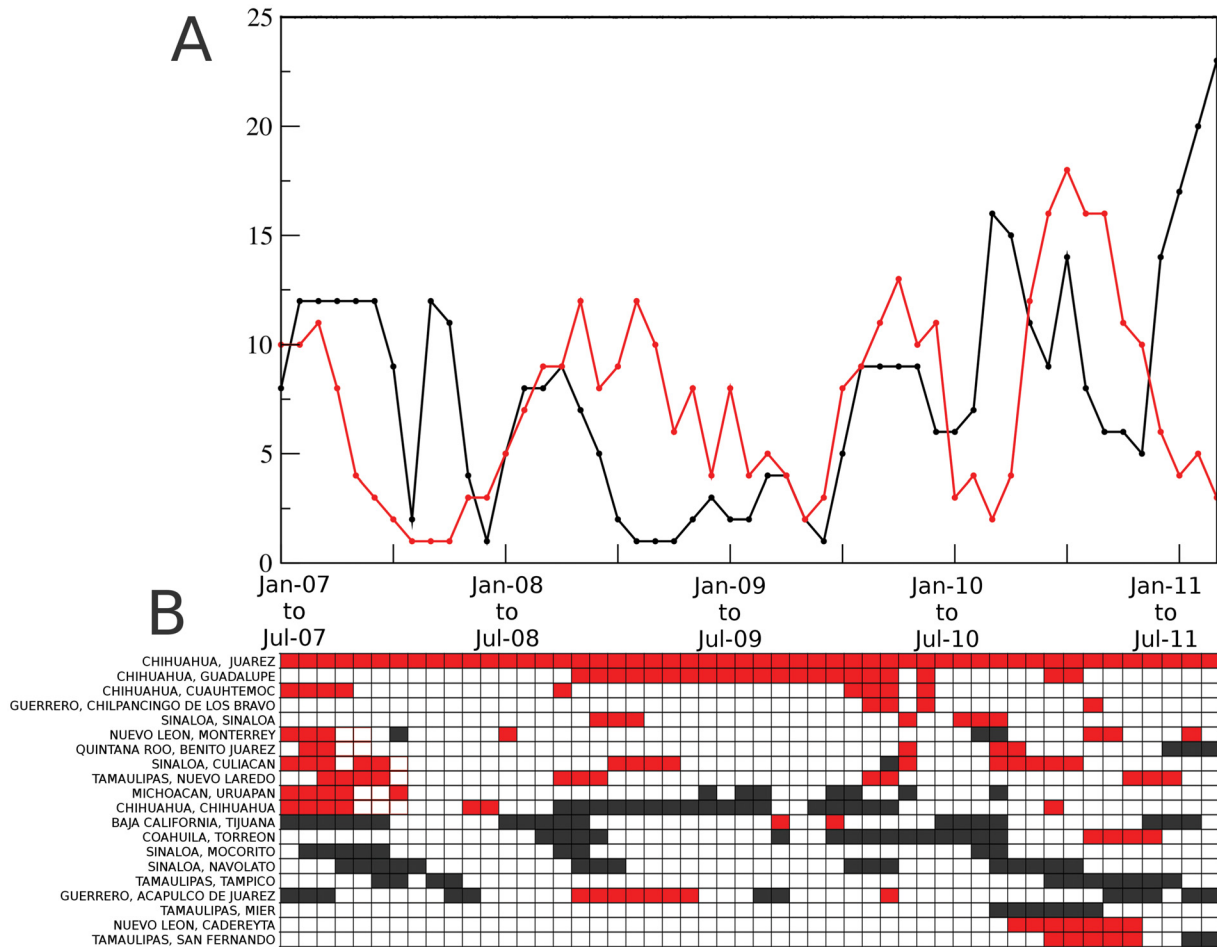 A
25
20
15
10
5
0
Jan-07 Jan-08 Jan-09 Jan-10 Jan-11
to to to to to
Jul-07 Jul-08 Jul-09 Jul-10 Jul-11
B
CHIHUAHUA, JUAREZ
CHIHUAHUA, GUADALUPE
CHIHUAHUA, CUAUHTEMOC
GUERRERO, CHILPANCINGO DE LOS BRAVO
SINALOA, SINALOA
NUEVO LEON, MONTERREY
QUINTANA ROO, BENITO JUAREZ
SINALOA, CULIACAN
TAMAULIPAS, NUEVO LAREDO
MICHOACAN, URUAPAN
CHIHUAHUA, CHIHUAHUA
BAJA CALIFORNIA, TIJUANA
COAHUILA, TORREON
SINALOA, MOCORITO
SINALOA, NAVOLATO
TAMAULIPAS, TAMPICO
GUERRERO, ACAPULCO DE JUAREZ
TAMAULIPAS, MIER
NUEVO LEON, CADEREYTA
TAMAULIPAS, SAN FERNANDO